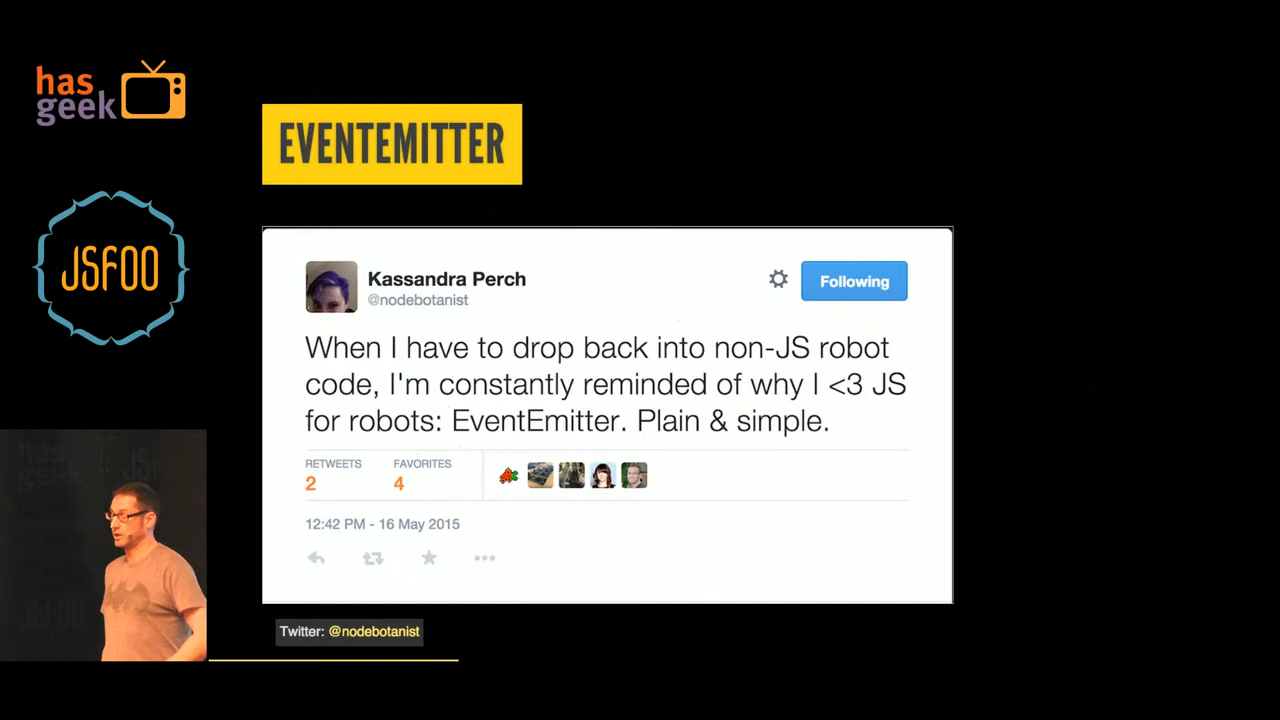 has
geek
JSFOO
EVENTEMITTER
Kassandra Perch
@nodebotanist
Following
When I have to drop back into non-JS robot
code, I'm constantly reminded of why I <3 JS
for robots: EventEmitter. Plain & simple.
RETWEETS
FAVORITES
2
4
12:42 PM - 16 May 2015
Twitter: @nodebotanist